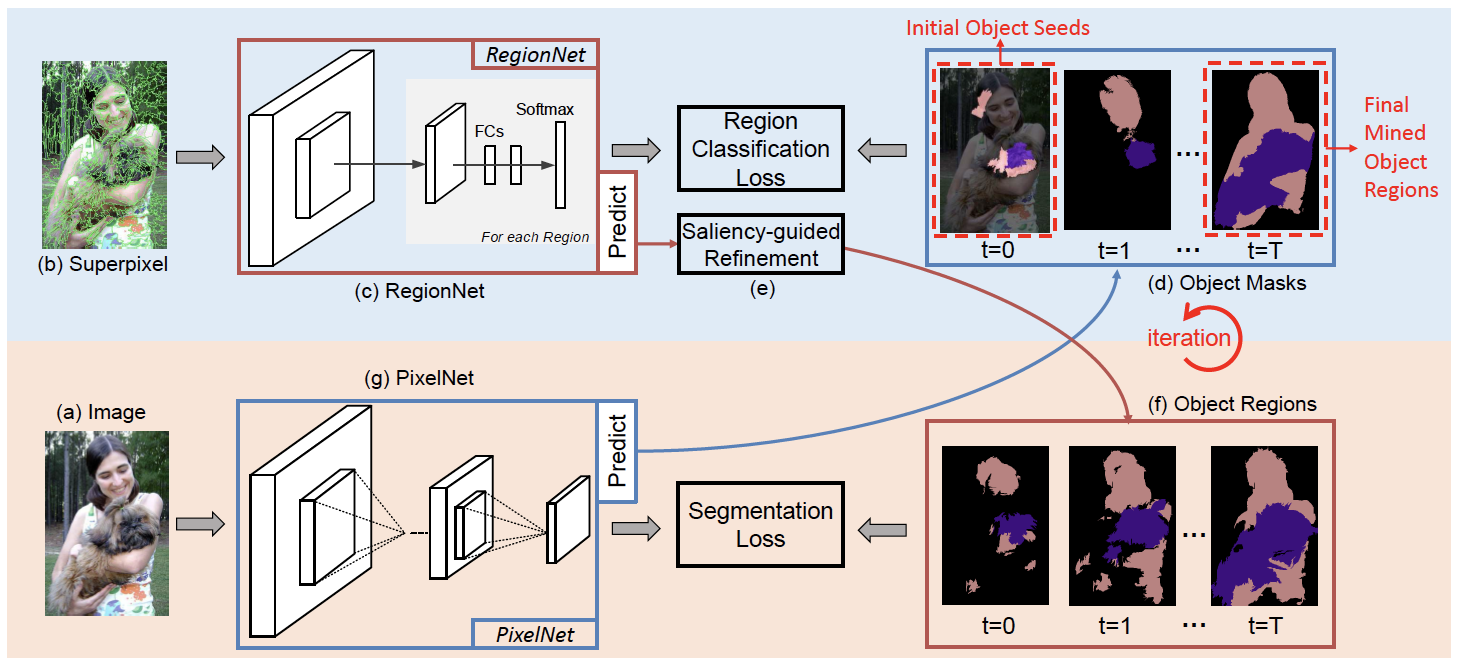 Initial Object Seeds
RegionNet
Softmax
FCs
For each Region
Predict
(b) Superpixel
(c) RegionNet
Region
Classification
Loss
Saliency-guided
Refinement
(e)
...
t=0
t=1
...
t=T
Final
Mined
Object
Regions
(d) Object Masks
iteration
(g) PixelNet
(a) Image
Predict
PixelNet
Segmentation
Loss
(f) Object Regions
...
t=0
t=1
...
t=T